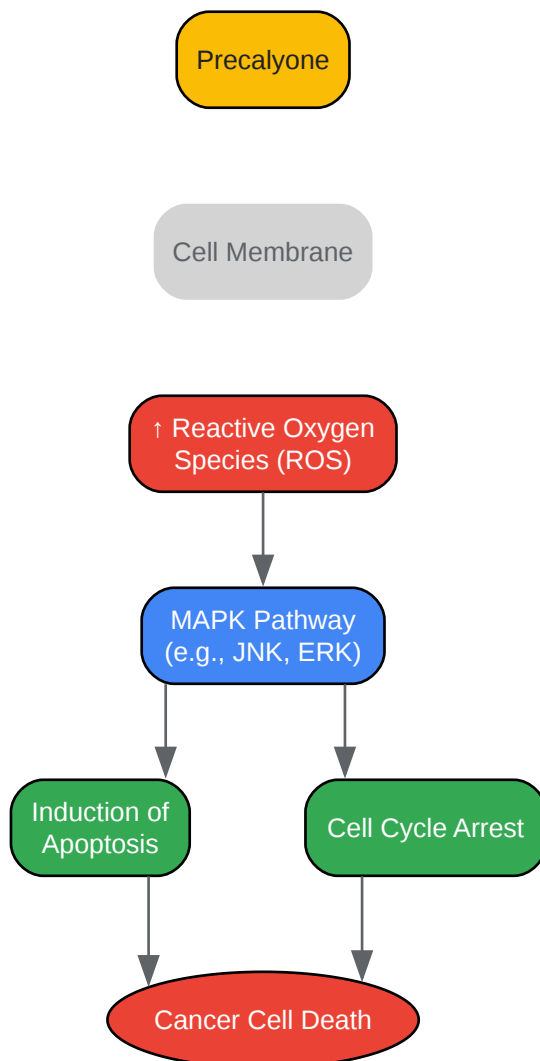 Precalyone
Cell Membrane
↑ Reactive Oxygen
Species (ROS)
MAPK Pathway
(e.g., JNK, ERK)
Induction of
Apoptosis
Cell Cycle Arrest
Cancer Cell Death